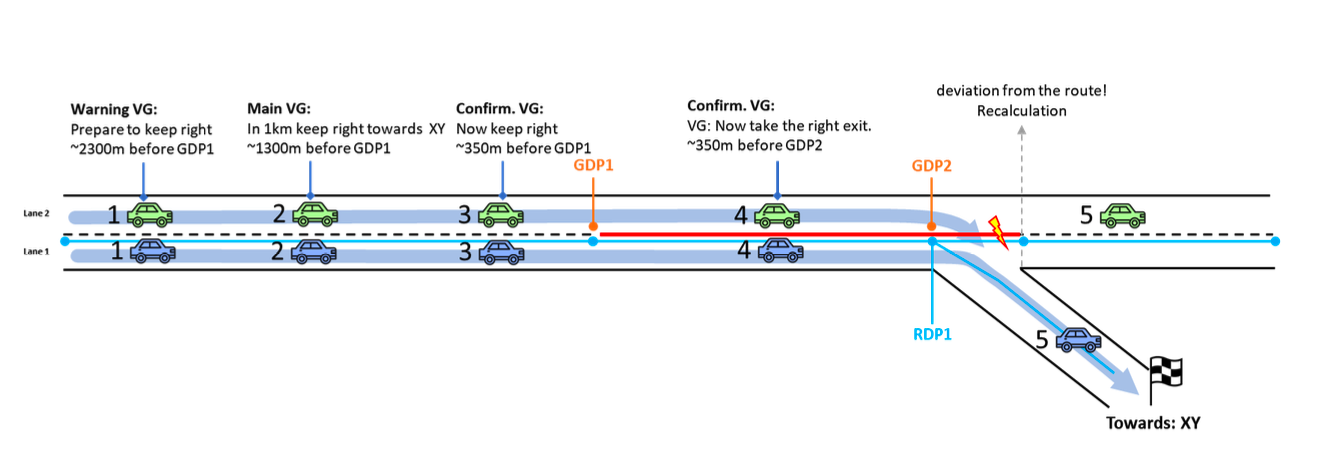 deviation from the route!
Recalculation
Warning VG:
Prepare to keep right
~2300m before GDP1
Main VG:
In 1km keep right towards XY
~1300m before GDP1
Confirm. VG:
Now keep right
~350m before GDP1
Confirm. VG:
VG: Now take the right exit.
~350m before GDP2
GDP1
GDP2
Lane 2
1
2
3
4
5
Lane 1
1
2
3
4
RDP1
5
Towards: XY